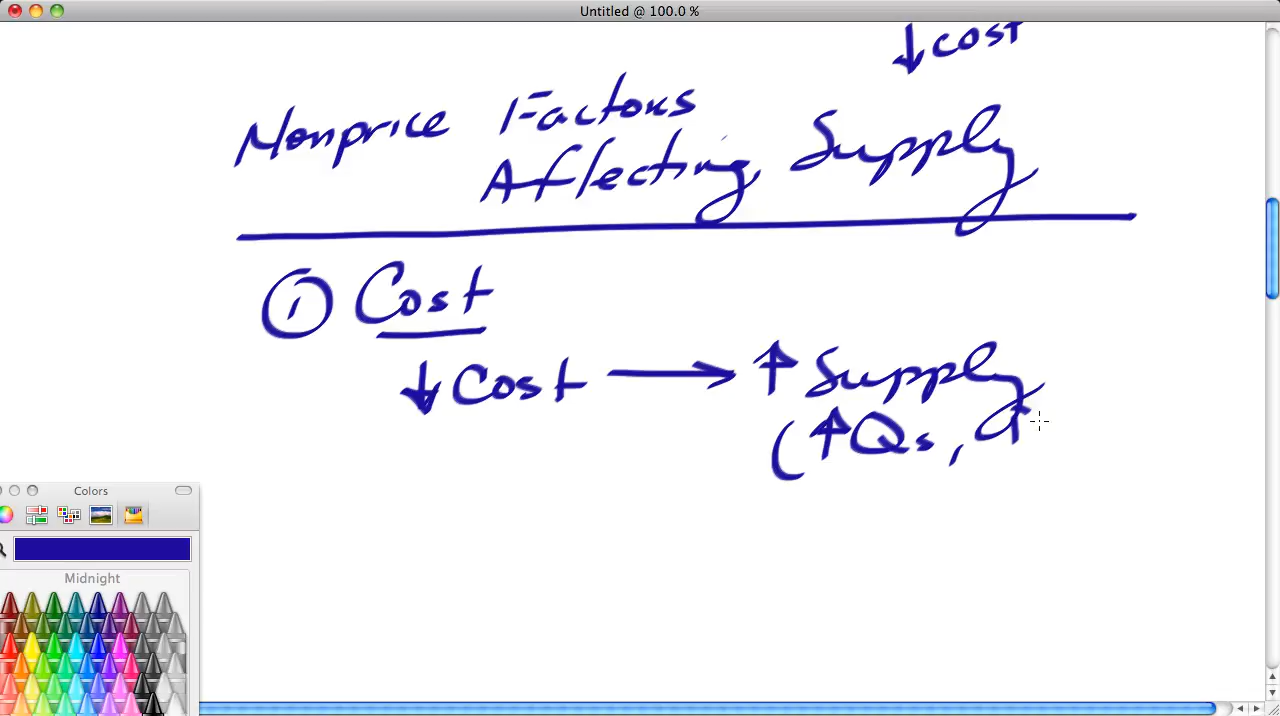 Untitled @ 100.0 %
↓ cost
Nonprice Factors
Affecting Supply
① Cost
↓ Cost → ↑ Supply
(↑Qs,
Colors
Midnight